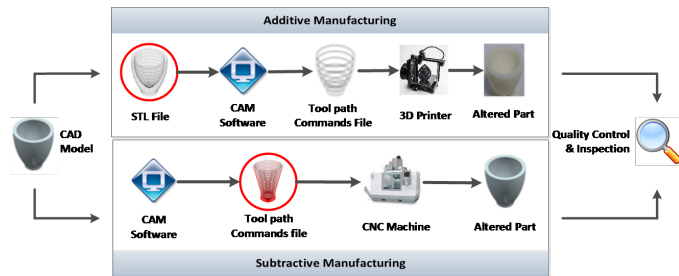 Additive Manufacturing
STL File
CAM
Software
Tool path
Commands File
3D Printer
Altered Part
CAD
Model
Quality Control
& Inspection
CAM
Software
Tool path
Commands file
CNC Machine
Altered Part
Subtractive Manufacturing